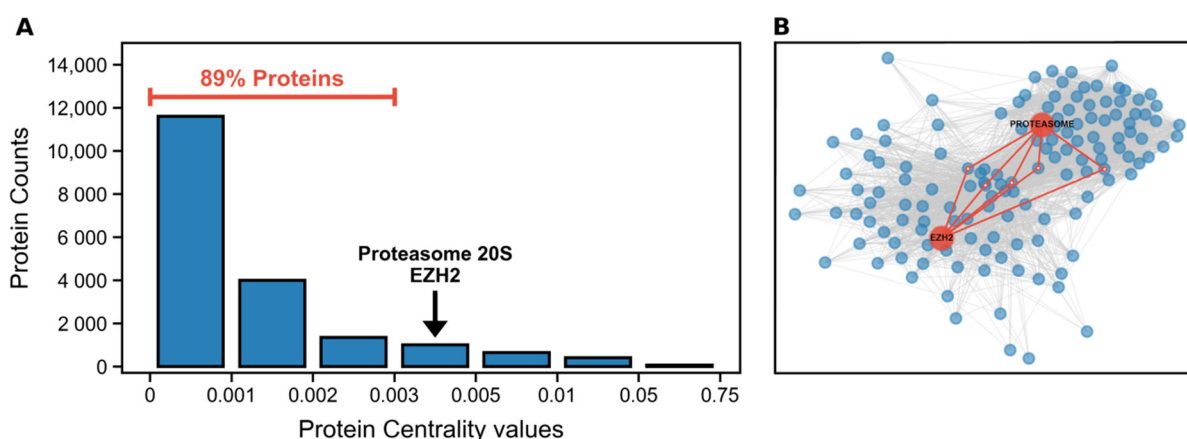 A
14,000
12,000
10,000
8,000
6 000
4 000
2 000
0
Protein Counts
89% Proteins
Proteasome 20S
EZH2
0 0.001 0.002 0.003 0.005 0.01 0.05 0.75
Protein Centrality values
B
PROTEASOME
EZH2